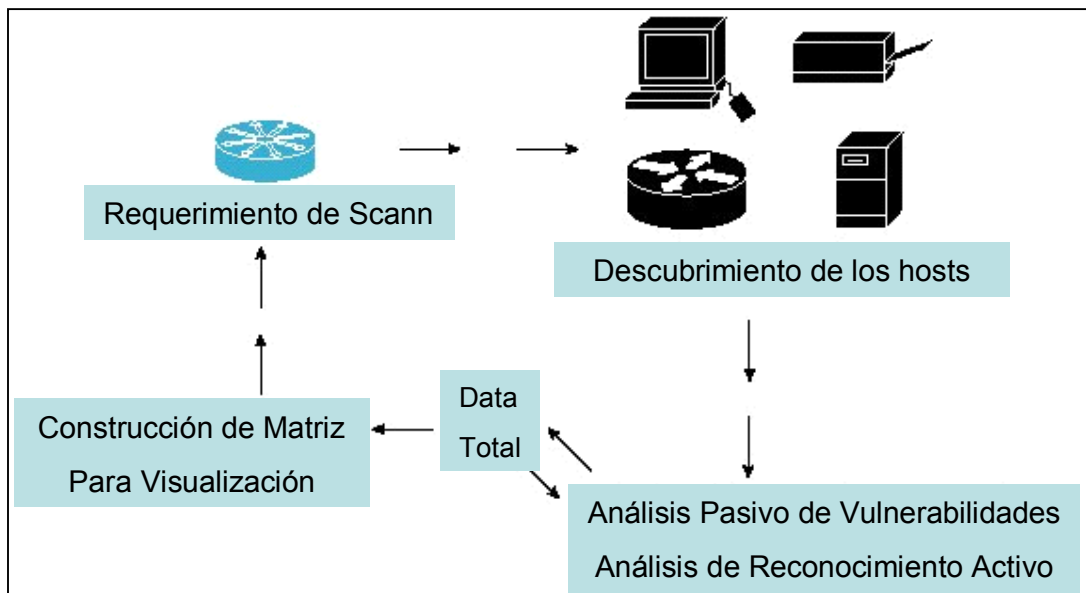 Requerimiento de Scann
Descubrimiento de los hosts
Data
Total
Construcción de Matriz
Para Visualización
Análisis Pasivo de Vulnerabilidades
Análisis de Reconocimiento Activo